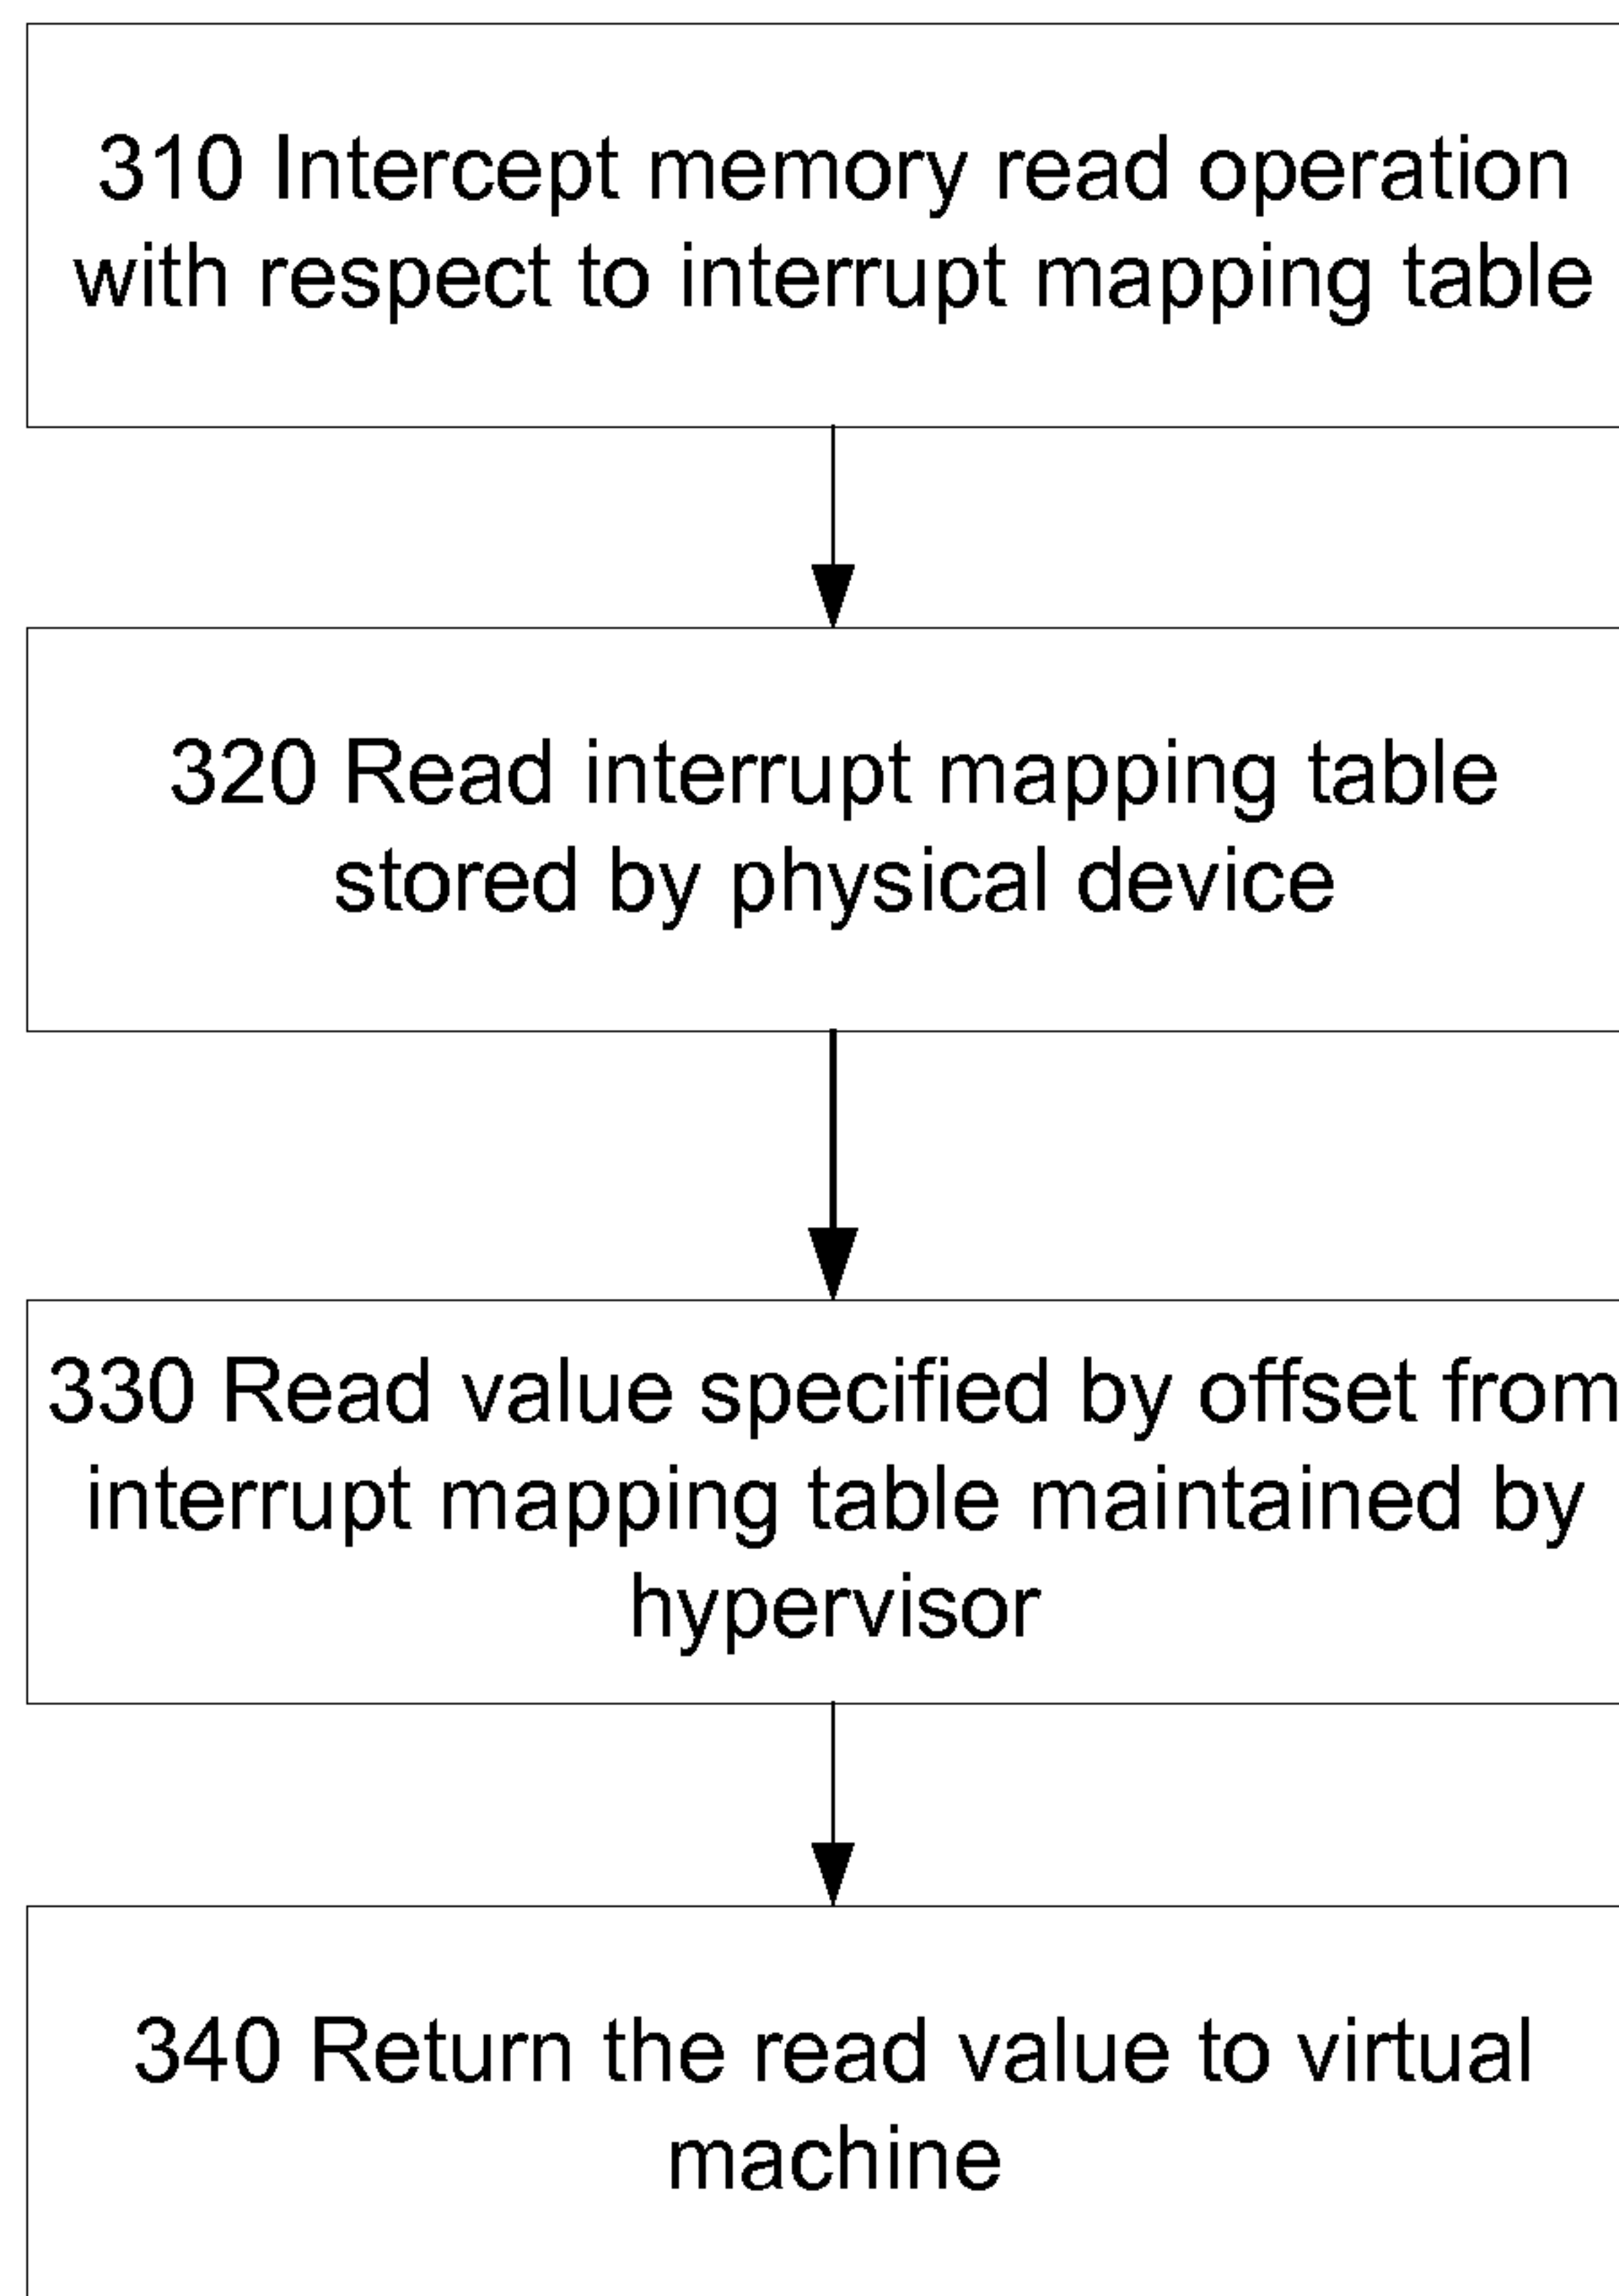 310 Intercept memory read operation
with respect to interrupt mapping table
320 Read interrupt mapping table
stored by physical device
330 Read value specified by offset from
interrupt mapping table maintained by
hypervisor
340 Return the read value to virtual
machine